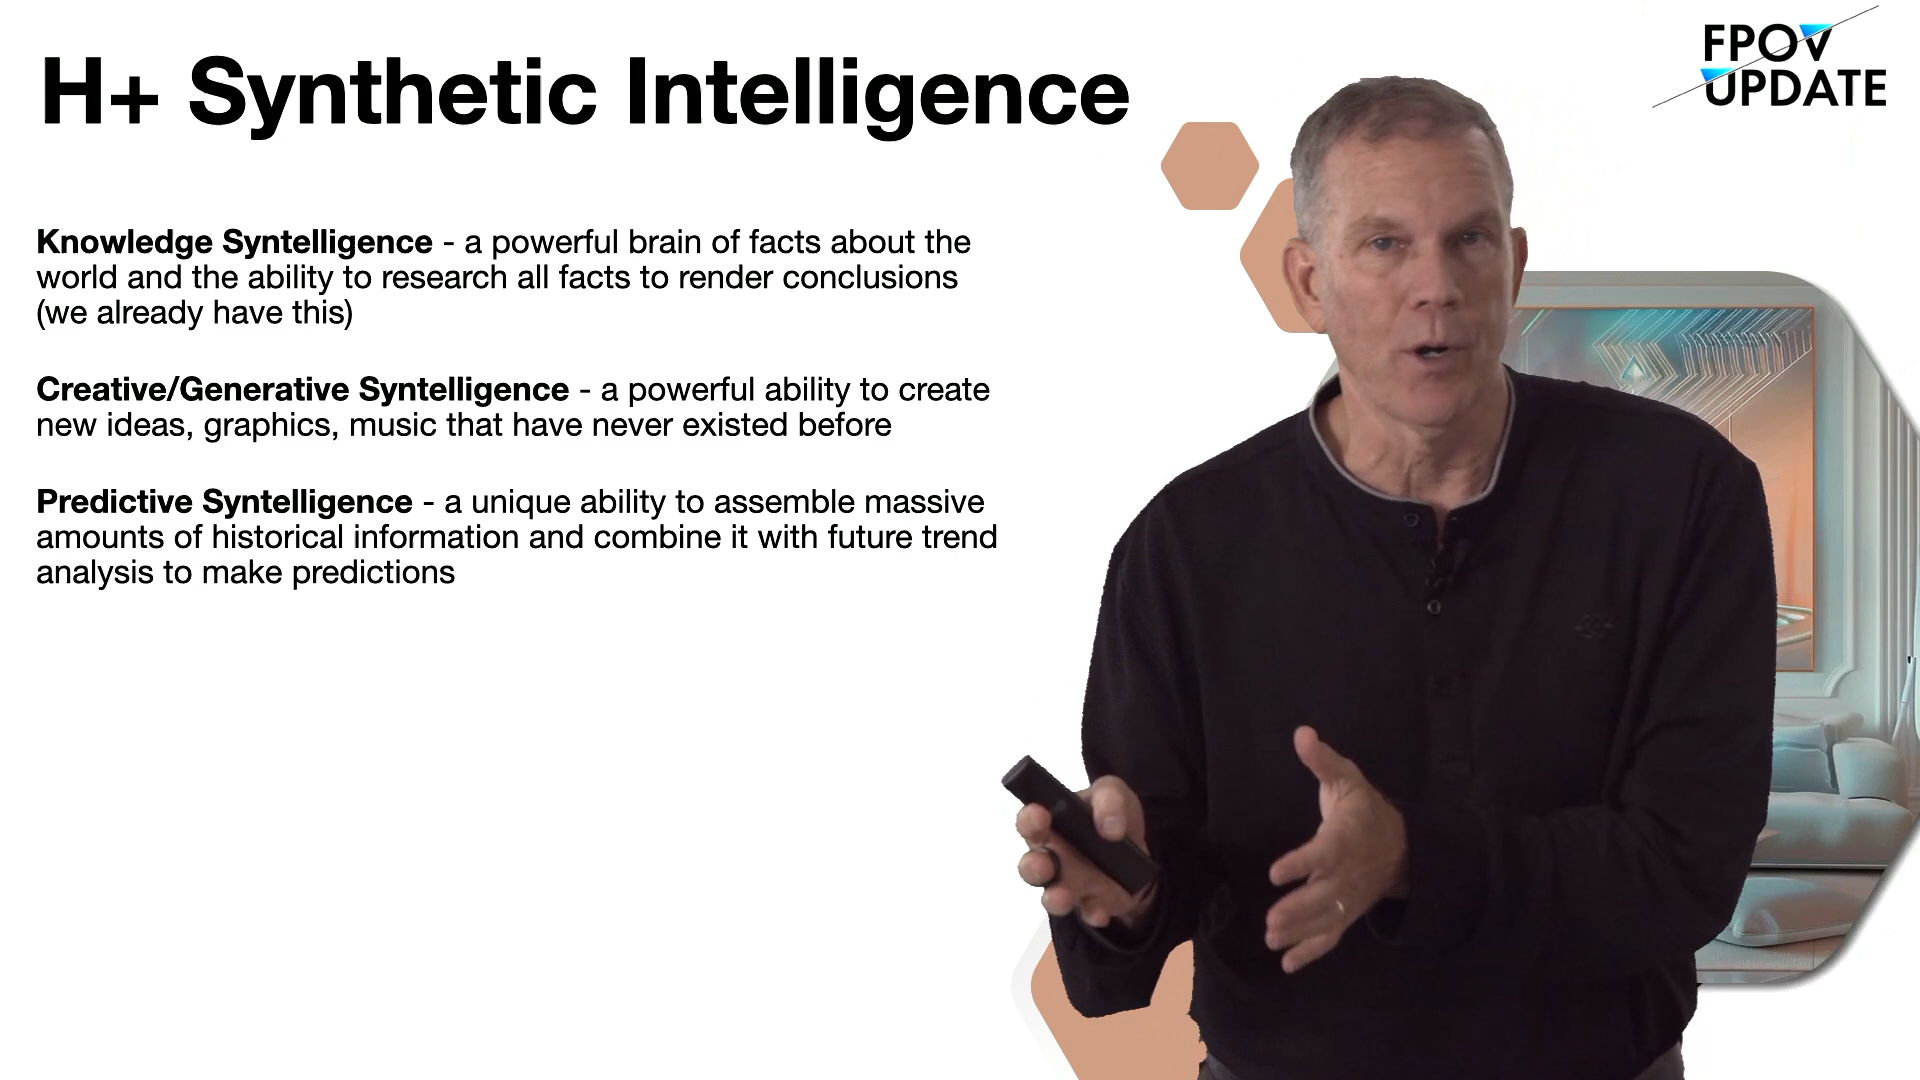 H+ Synthetic Intelligence
FPOV
UPDATE
Knowledge Syntelligence - a powerful brain of facts about the
world and the ability to research all facts to render conclusions
(we already have this)
Creative/Generative Syntelligence - a powerful ability to create
new ideas, graphics, music that have never existed before
Predictive Syntelligence - a unique ability to assemble massive
amounts of historical information and combine it with future trend
analysis to make predictions